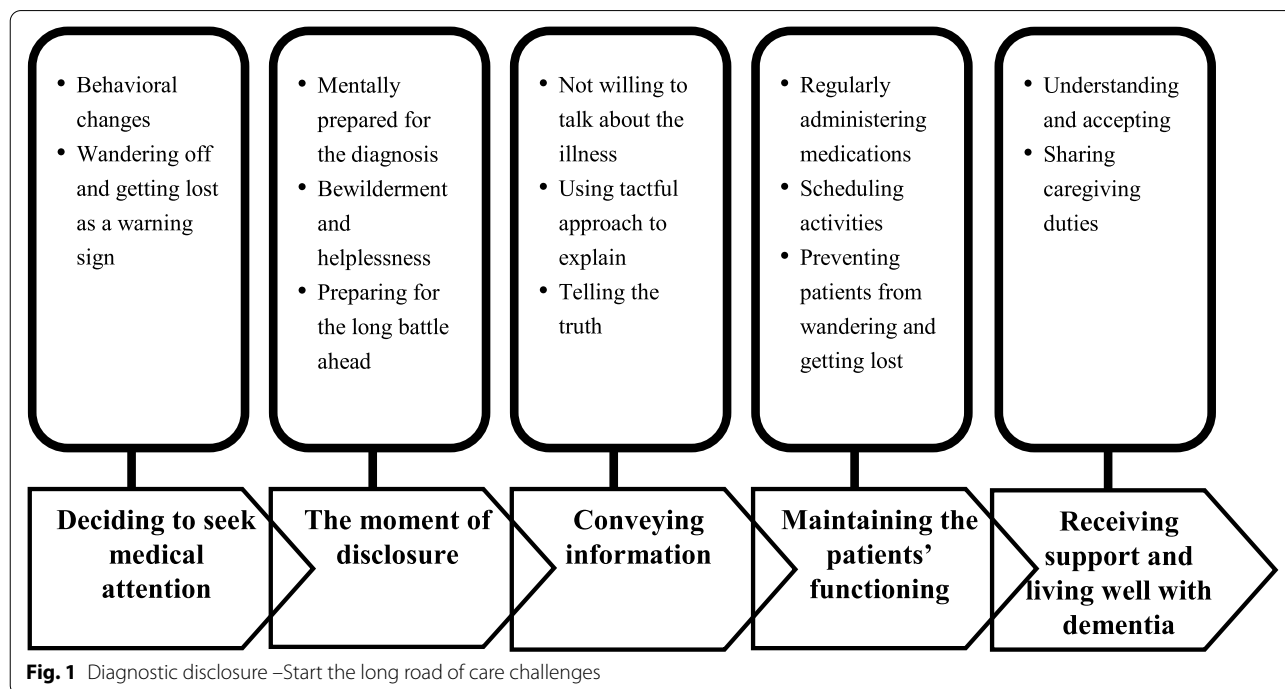 • Behavioral
changes
• Wandering off
and getting lost
as a warning
sign
• Mentally
prepared for
the diagnosis
• Bewilderment
and
helplessness
• Preparing for
the long battle
ahead
• Not willing to
talk about the
illness
• Using tactful
approach to
explain
• Telling the
truth
• Regularly
administering
medications
• Scheduling
activities
• Preventing
patients from
wandering and
getting lost
• Understanding
and accepting
• Sharing
caregiving
duties
Deciding to seek
medical
attention
The moment of
disclosure
Conveying
information
Maintaining the
patients’
functioning
Receiving
support and
living well with
dementia
Fig. 1 Diagnostic disclosure –Start the long road of care challenges